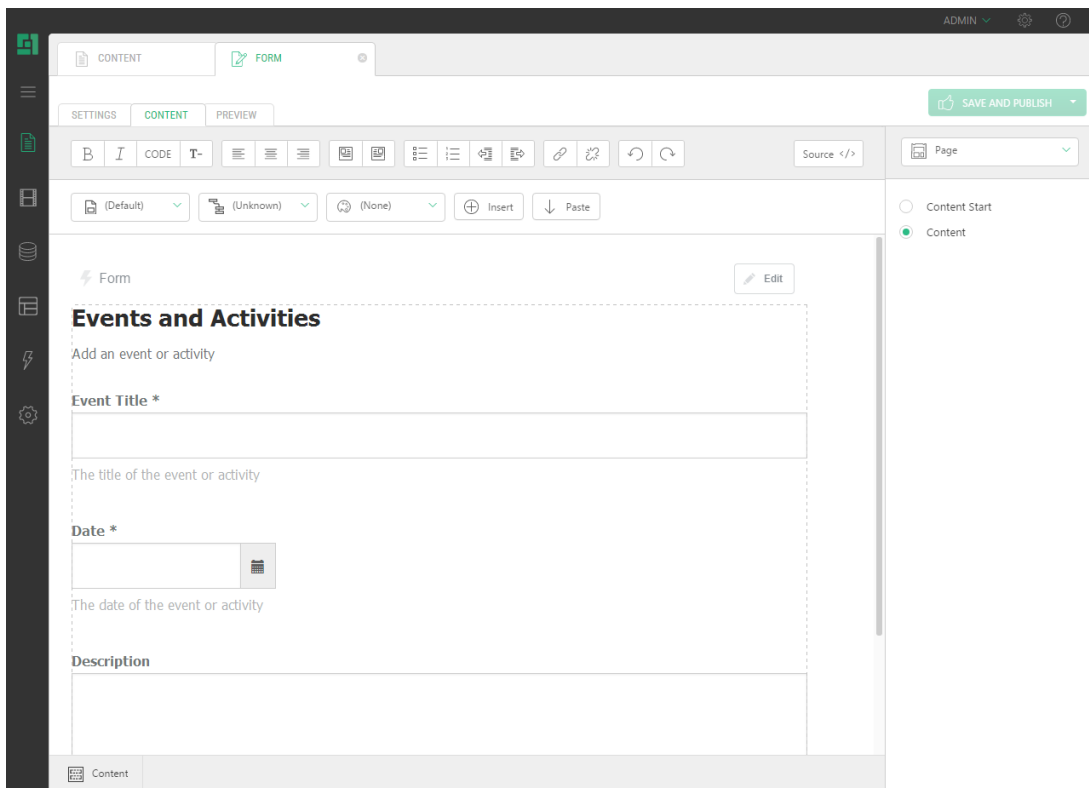 ADMIN
CONTENT
FORM
SAVE AND PUBLISH
SETTINGS
CONTENT
PREVIEW
B I CODE T- Source </>
Page
(Default) (Unknown) (None) Insert Paste
Content Start
Content
Form
Edit
Events and Activities
Add an event or activity
Event Title *
The title of the event or activity
Date *
The date of the event or activity
Description
Content